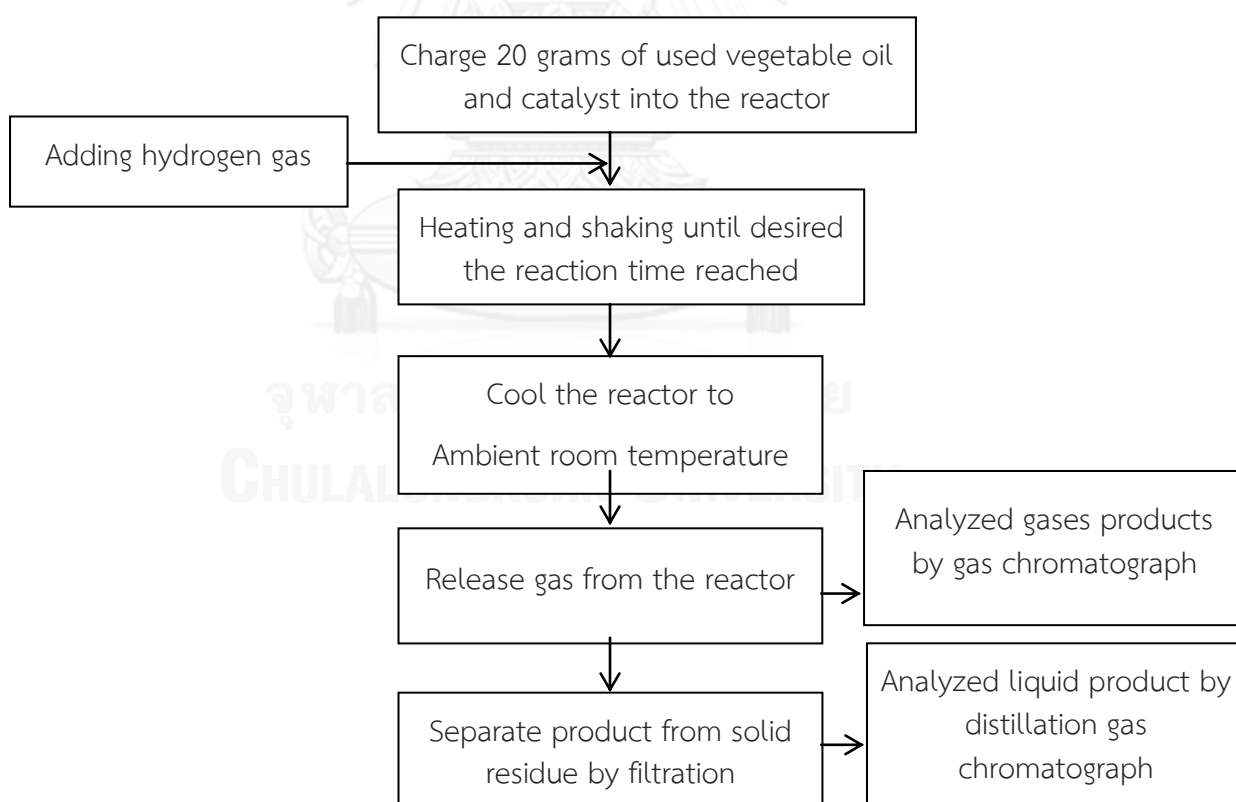 Charge 20 grams of used vegetable oil
and catalyst into the reactor
Adding hydrogen gas
Heating and shaking until desired
the reaction time reached
Cool the reactor to
Ambient room temperature
Release gas from the reactor
Analyzed gases products
by gas chromatograph
Separate product from solid
residue by filtration
Analyzed liquid product by
distillation gas
chromatograph